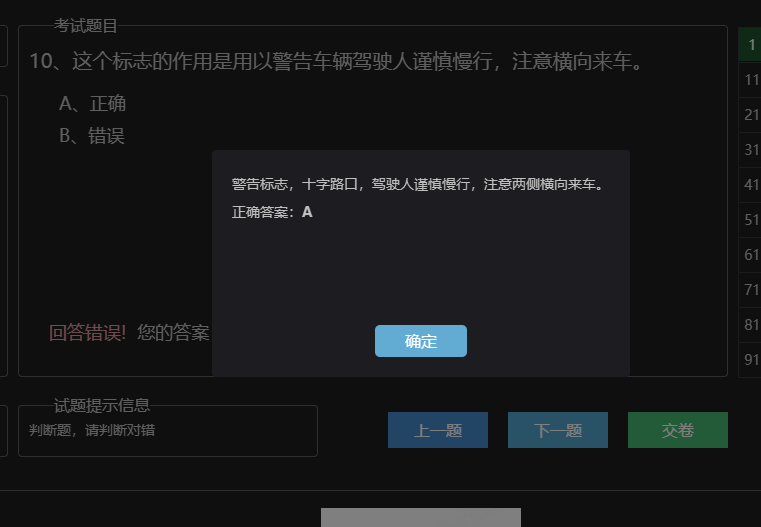 考试题目
10、这个标志的作用是用以警告车辆驾驶人谨慎慢行，注意横向来车。
A、正确
B、错误
警告标志，十字路口，驾驶人谨慎慢行，注意两侧横向来车。
正确答案：A
回答错误! 您的答案
确定
试题提示信息
判断题，请判断对错
上一题
下一题
交卷
1
11
21
31
41
51
61
71
81
91